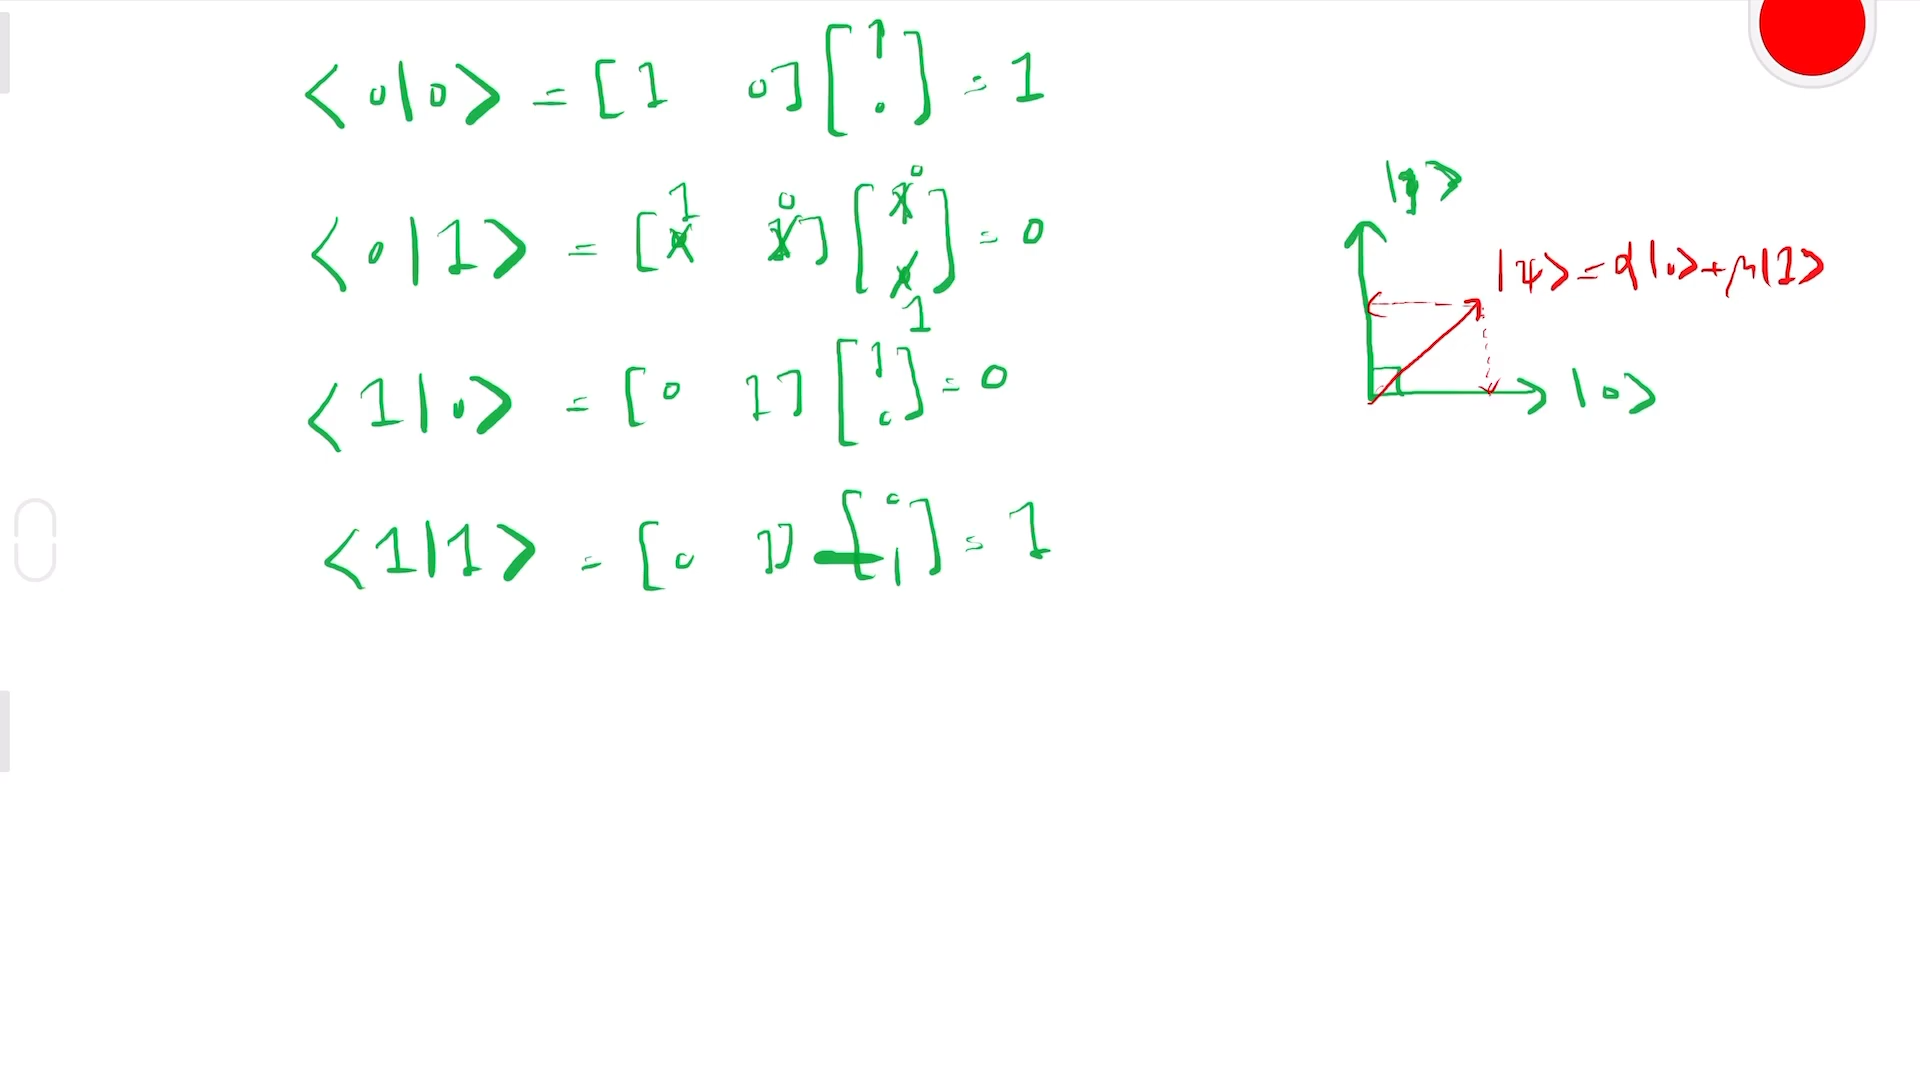 <0|0> = [1 0] [1 0] = 1
<0|1> = [1 0] [0 1] = 0
<1|0> = [0 1] [1 0] = 0
<1|1> = [0 1] [0 1] = 1
|1>
|ψ> = α|0> + β|1>
|0>